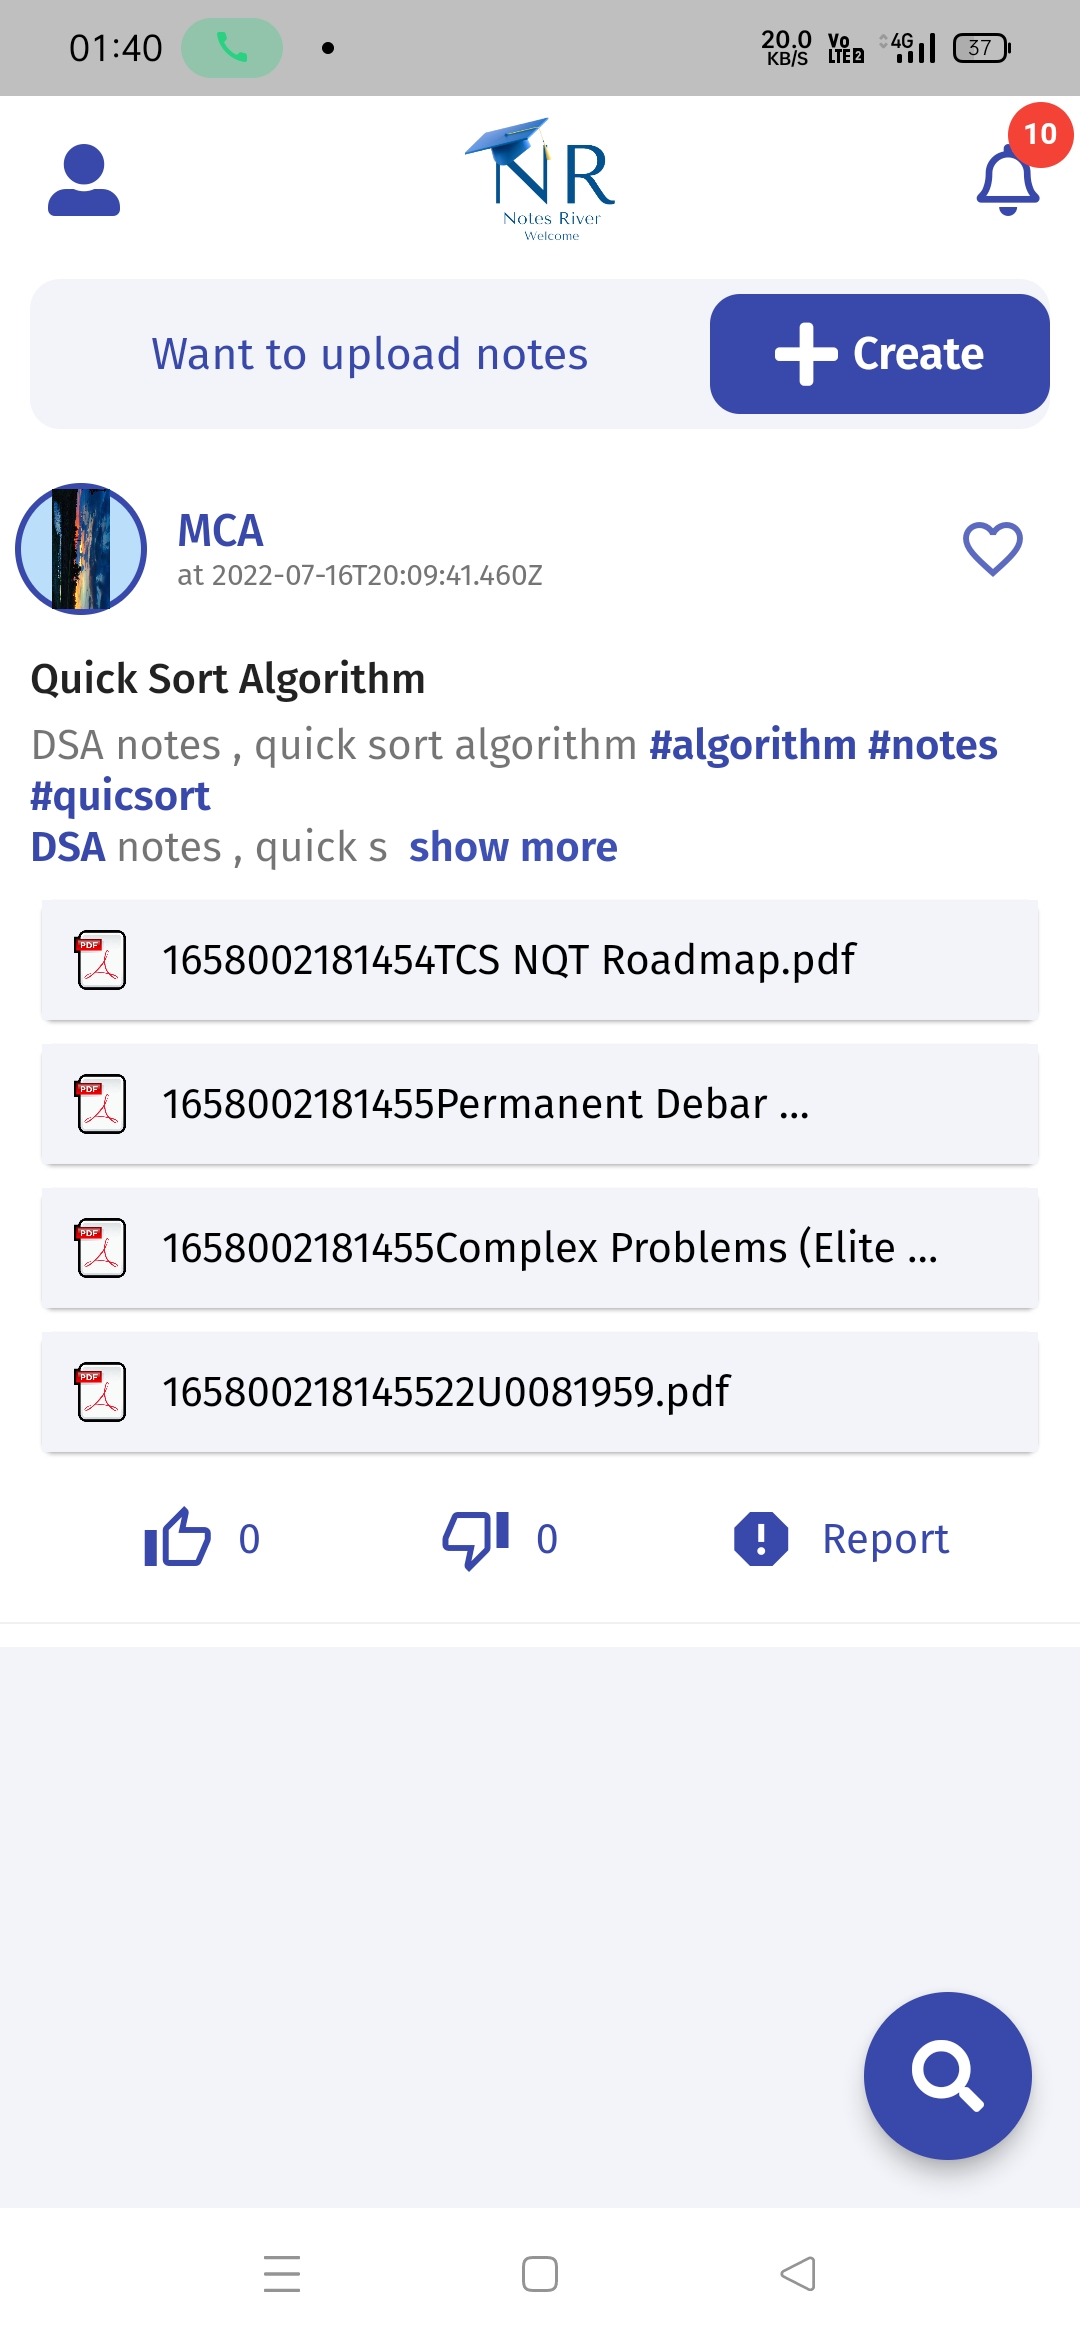 01:40
20.0 KB/S Vo LTE 2 4G 37
10
NR
Notes River
Welcome
Want to upload notes
Create
MCA
at 2022-07-16T20:09:41.460Z
Quick Sort Algorithm
DSA notes , quick sort algorithm #algorithm #notes
#quicsort
DSA notes , quick s show more
PDF 1658002181454TCS NQT Roadmap.pdf
PDF 1658002181455Permanent Debar ...
PDF 1658002181455Complex Problems (Elite ...
PDF 165800218145522U0081959.pdf
0 0 Report